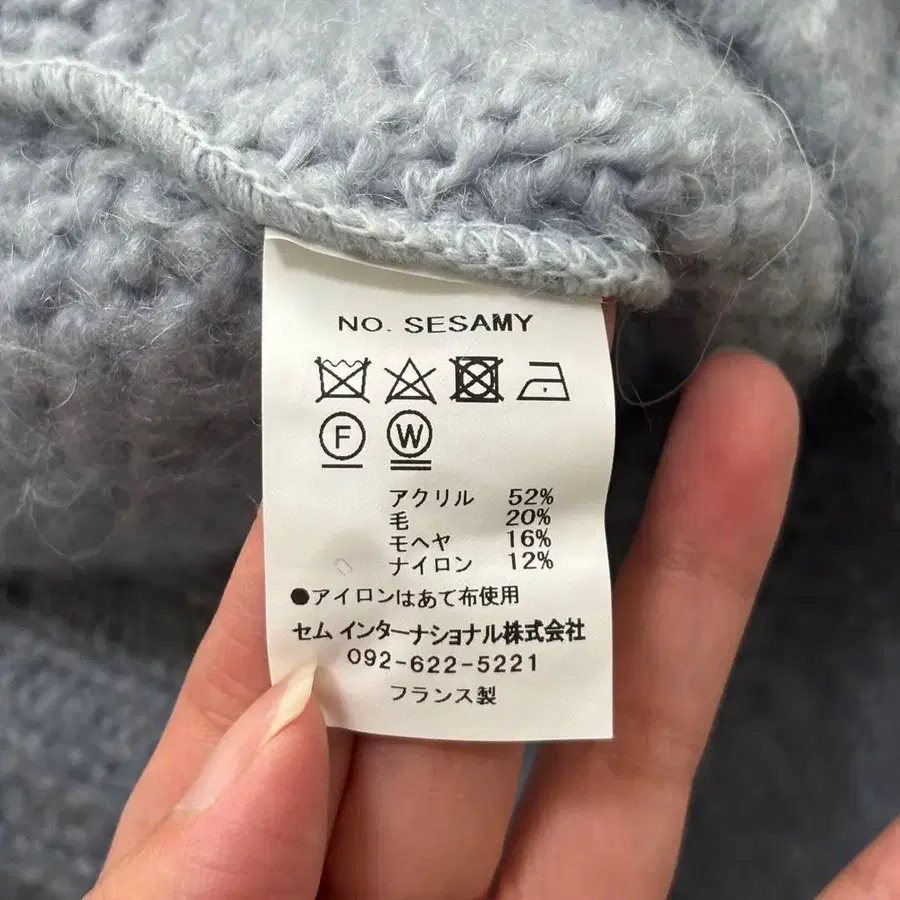 NO. SESAMY
F W
アクリル 52%
毛 20%
モヘヤ 16%
ナイロン 12%
●アイロンはあて布使用
セム インターナショナル株式会社
092-622-5221
フランス製